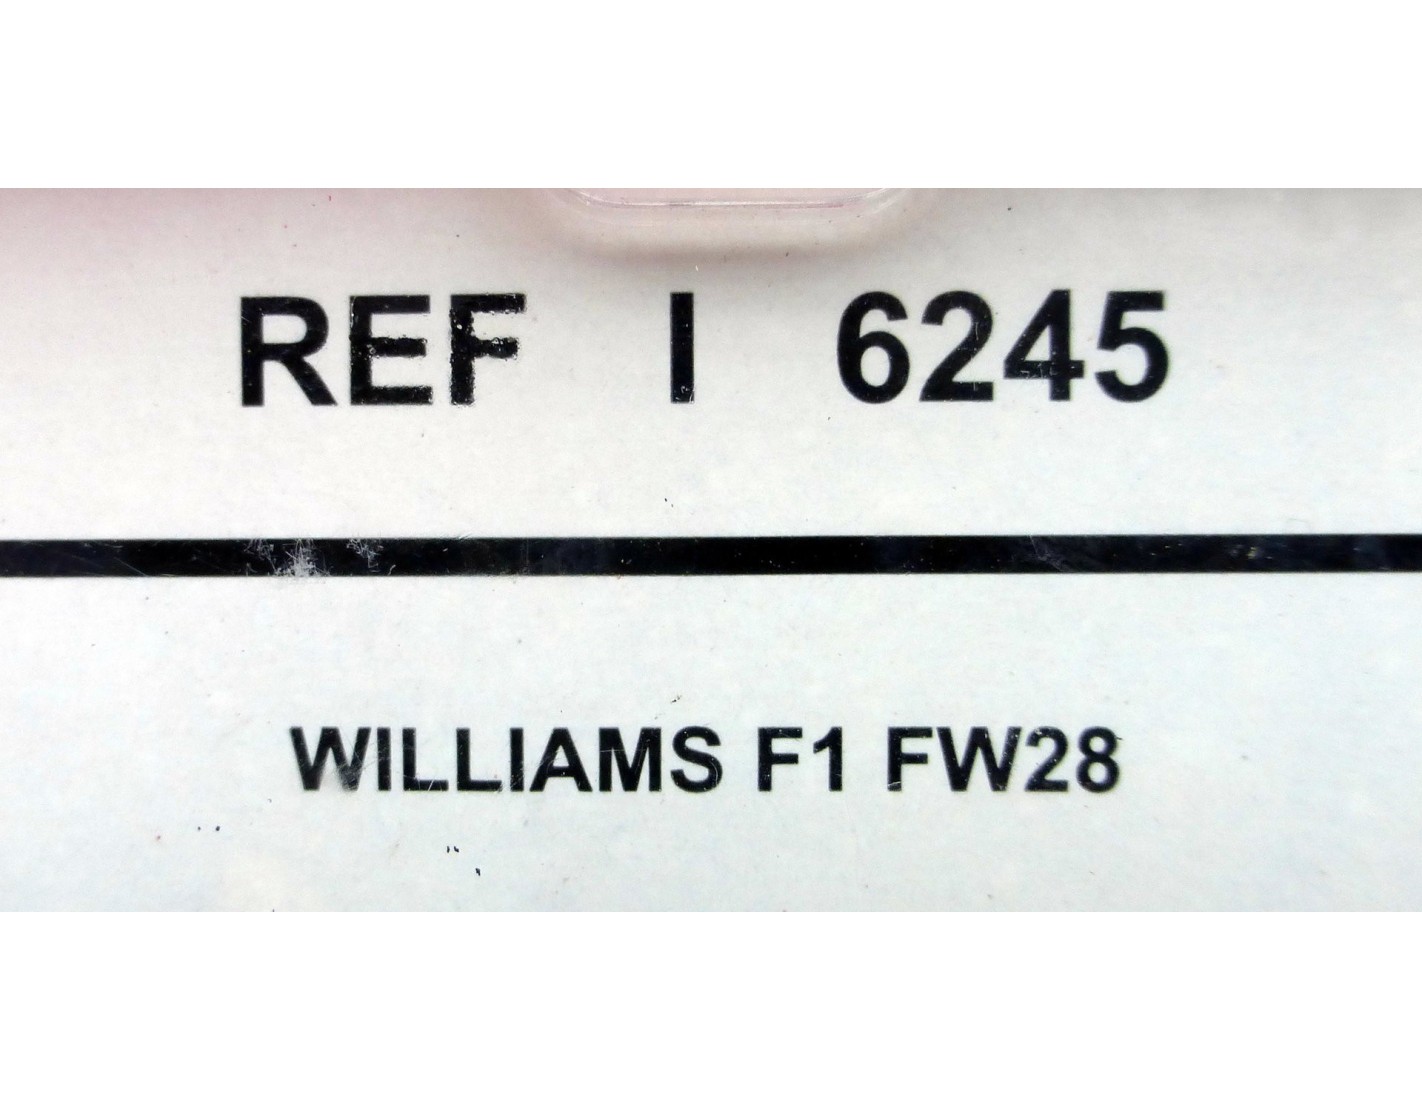 REF I 6245
WILLIAMS F1 FW28